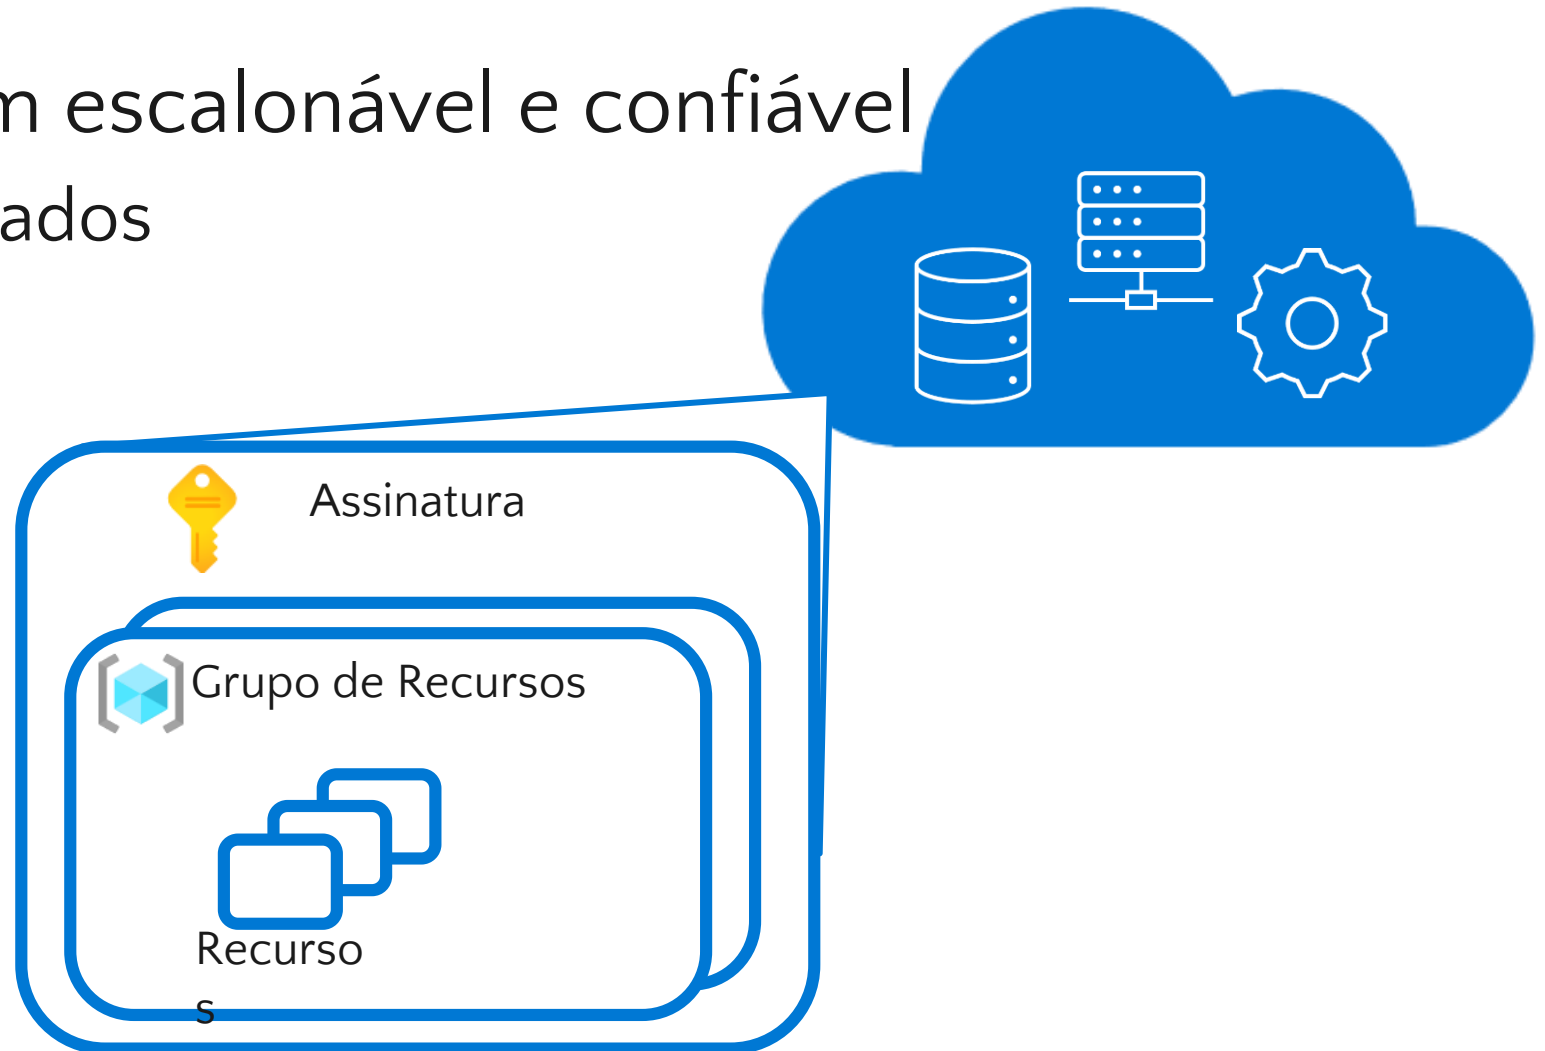 m escalonável e confiável
ados
Assinatura
Grupo de Recursos
Recurso
s